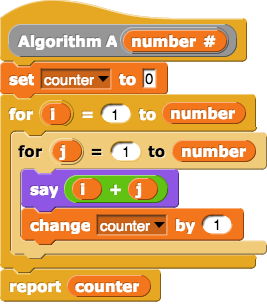 Algorithm A number #
set counter to 0
for i = 1 to number
for j = 1 to number
say i + j
change counter by 1
report counter